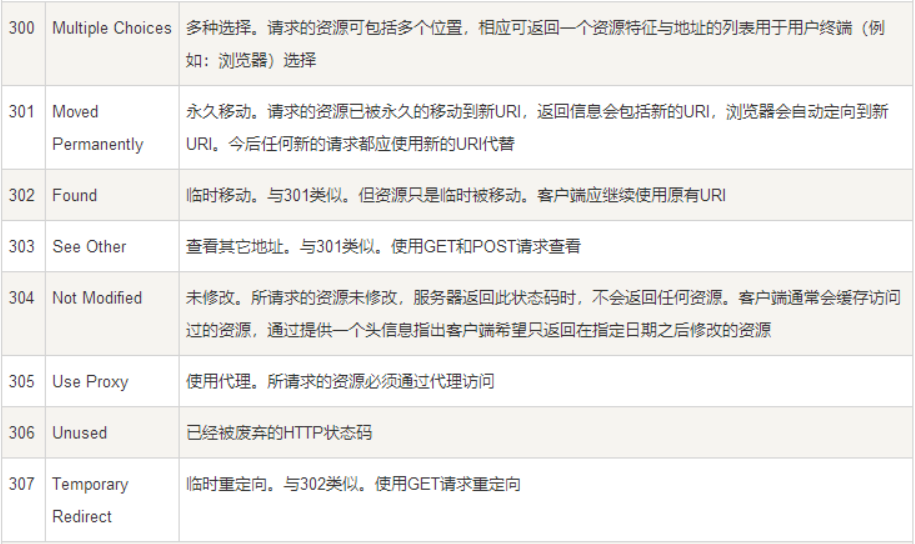 300 Multiple Choices 多种选择。请求的资源可包括多个位置，相应可返回一个资源特征与地址的列表用于用户终端（例
如：浏览器）选择
301 Moved 永久移动。请求的资源已被永久的移动到新URI，返回信息会包括新的URI，浏览器会自动定向到新
Permanently URI。今后任何新的请求都应使用新的URI代替
302 Found 临时移动。与301类似。但资源只是临时被移动。客户端应继续使用原有URI
303 See Other 查看其它地址。与301类似。使用GET和POST请求查看
304 Not Modified 未修改。所请求的资源未修改，服务器返回此状态码时，不会返回任何资源。客户端通常会缓存访问
过的资源，通过提供一个头信息指出客户端希望只返回在指定日期之后修改的资源
305 Use Proxy 使用代理。所请求的资源必须通过代理访问
306 Unused 已经被废弃的HTTP状态码
307 Temporary 临时重定向。与302类似。使用GET请求重定向
Redirect